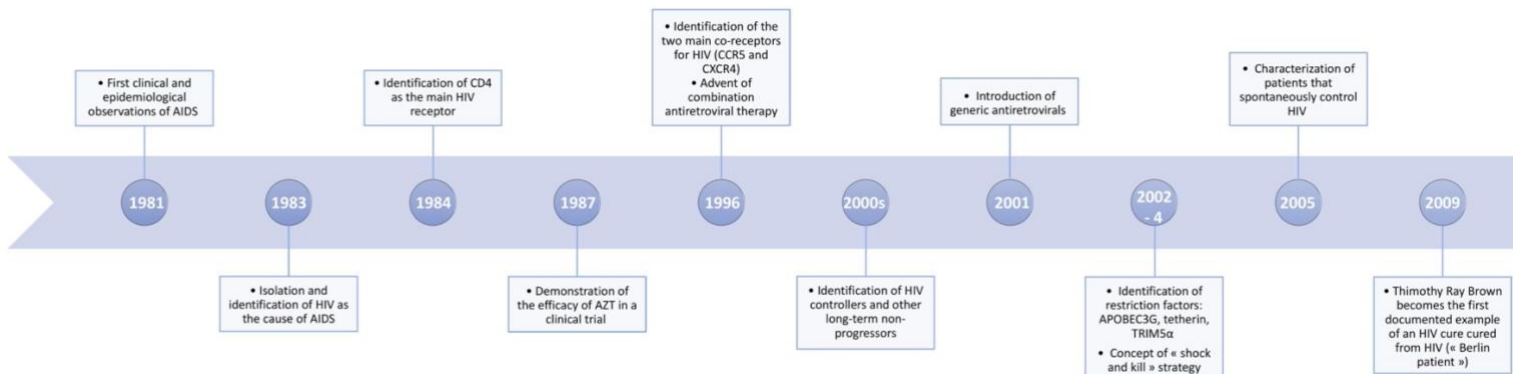 • First clinical and
epidemiological
observations of AIDS
1981
1983
• Isolation and
identification of HIV as
the cause of AIDS
• Identification of CD4
as the main HIV
receptor
1984
1987
• Demonstration of
the efficacy of AZT in a
clinical trial
• Identification of the
two main co-receptors
for HIV (CCR5 and
CXCR4)
• Advent of
combination
antiretroviral therapy
1996
2000s
• Identification of HIV
controllers and other
long-term non-
progressors
• Introduction of
generic antiretrovirals
2001
2002
- 4
• Identification of
restriction factors:
APOBEC3G, tetherin,
TRIM5α
• Concept of « shock
and kill » strategy
• Characterization of
patients that
spontaneously control
HIV
2005
2009
• Thimothy Ray Brown
becomes the first
documented example
of an HIV cure cured
from HIV (« Berlin
patient »)